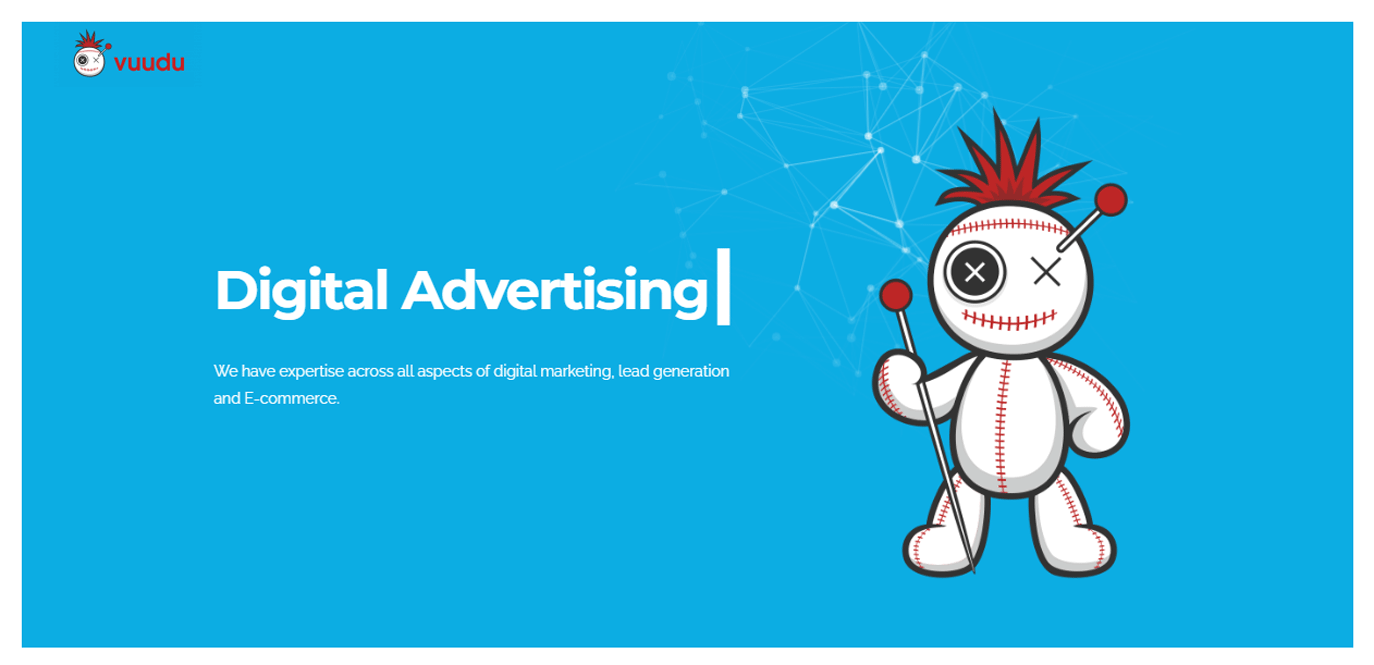 vuudu
Digital Advertising
We have expertise across all aspects of digital marketing, lead generation
and E-commerce.